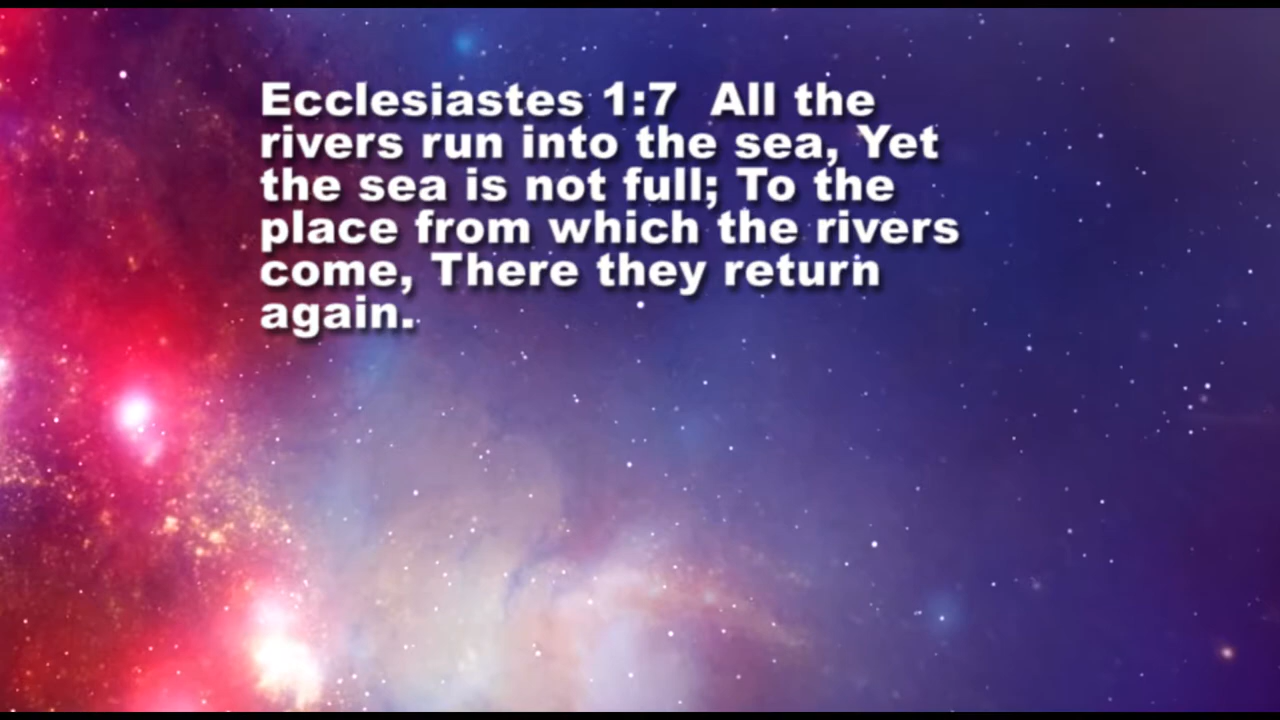 Ecclesiastes 1:7  All the
rivers run into the sea, Yet
the sea is not full; To the
place from which the rivers
come, There they return
again.